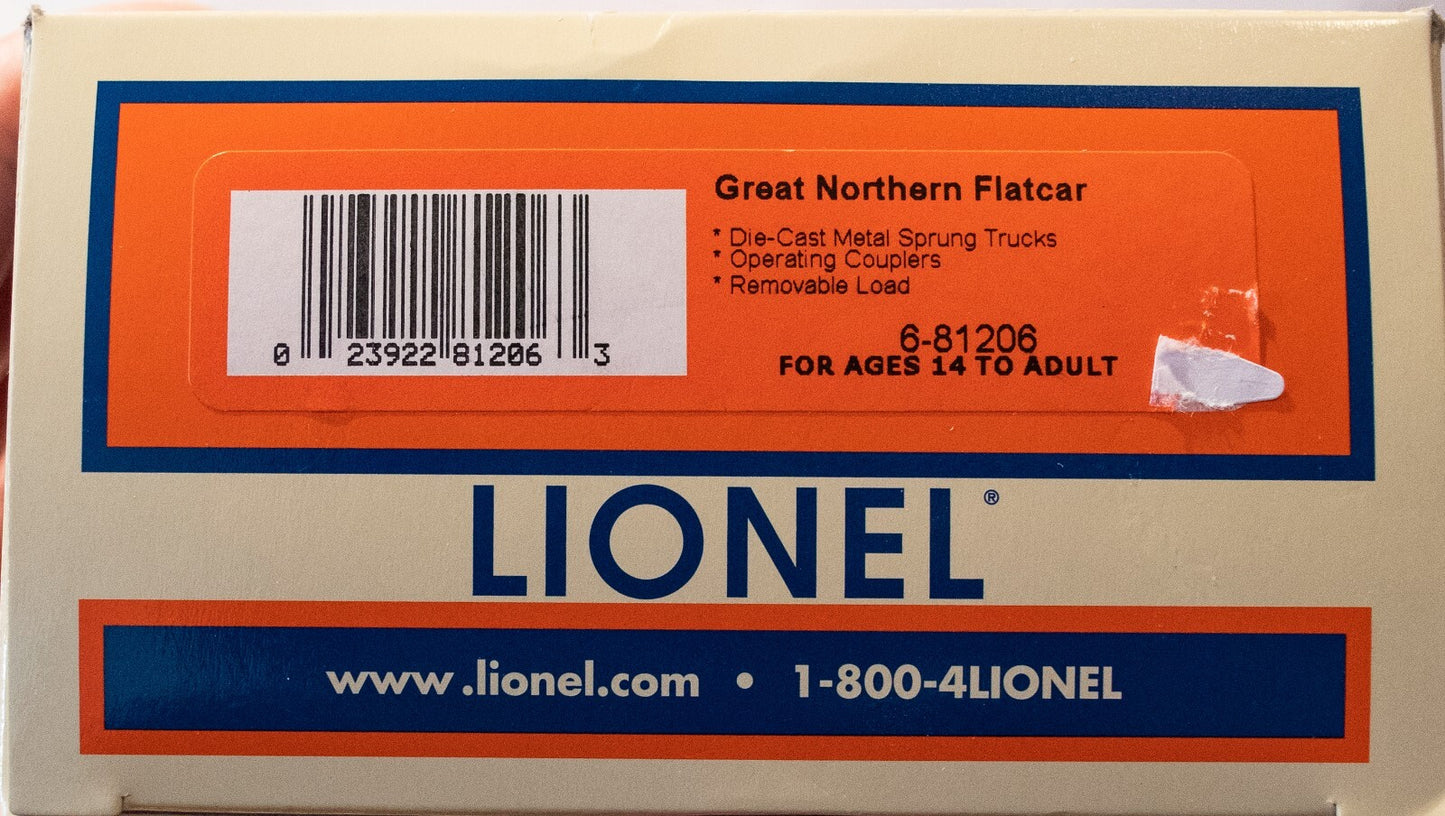 Great Northern Flatcar
* Die-Cast Metal Sprung Trucks
* Operating Couplers
* Removable Load
6-81206
FOR AGES 14 TO ADULT
0 23922 81206 3
LIONEL®
www.lionel.com • 1-800-4LIONEL